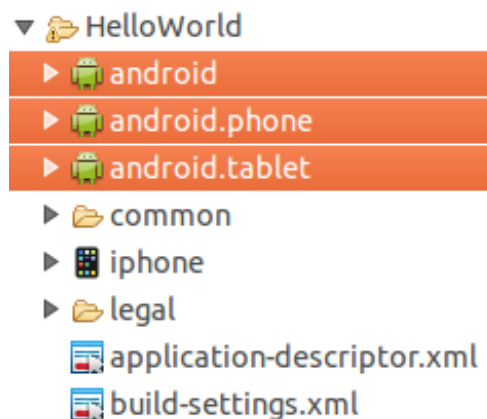 HelloWorld
android
android.phone
android.tablet
common
iphone
legal
application-descriptor.xml
build-settings.xml